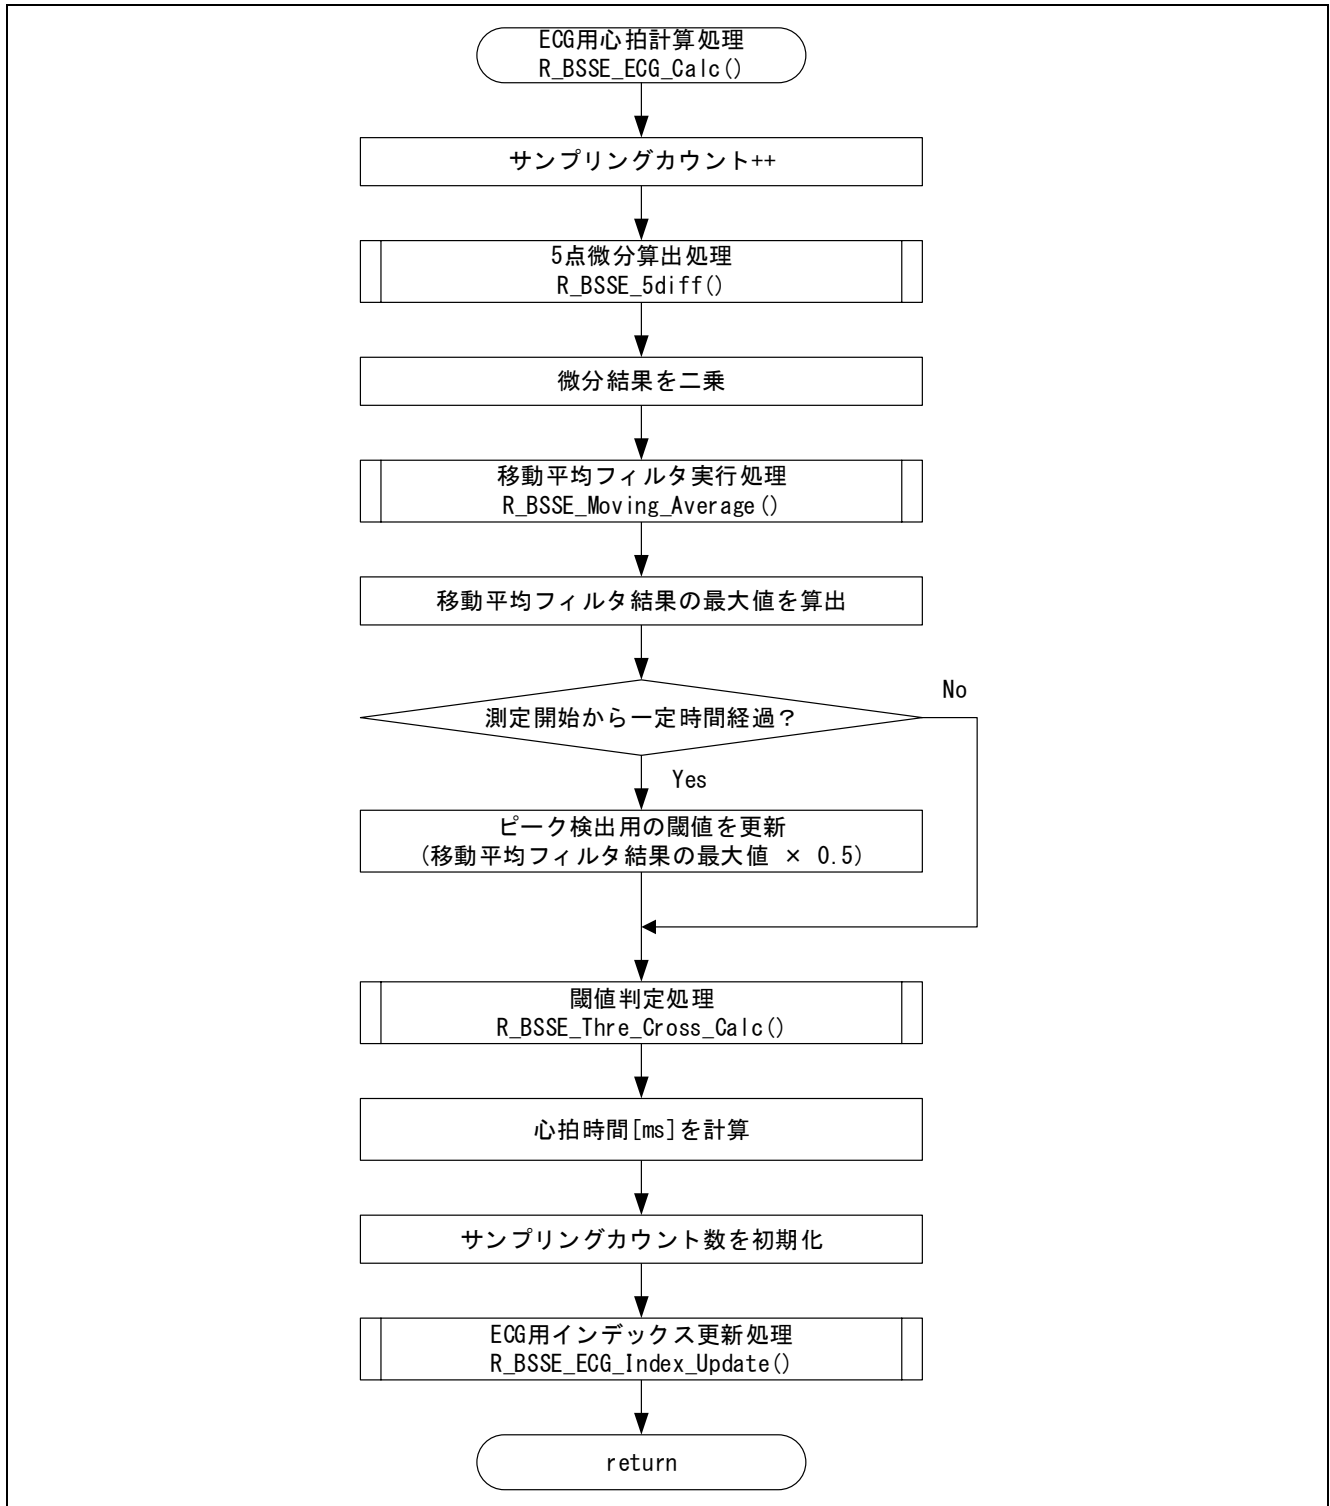 ECG用心拍計算処理
R_BSSE_ECG_Calc()
サンプリングカウント++
5点微分算出処理
R_BSSE_5diff()
微分結果を二乗
移動平均フィルタ実行処理
R_BSSE_Moving_Average()
移動平均フィルタ結果の最大値を算出
No
測定開始から一定時間経過？
Yes
ピーク検出用の閾値を更新
(移動平均フィルタ結果の最大値 × 0.5)
閾値判定処理
R_BSSE_Thre_Cross_Calc()
心拍時間[ms]を計算
サンプリングカウント数を初期化
ECG用インデックス更新処理
R_BSSE_ECG_Index_Update()
return